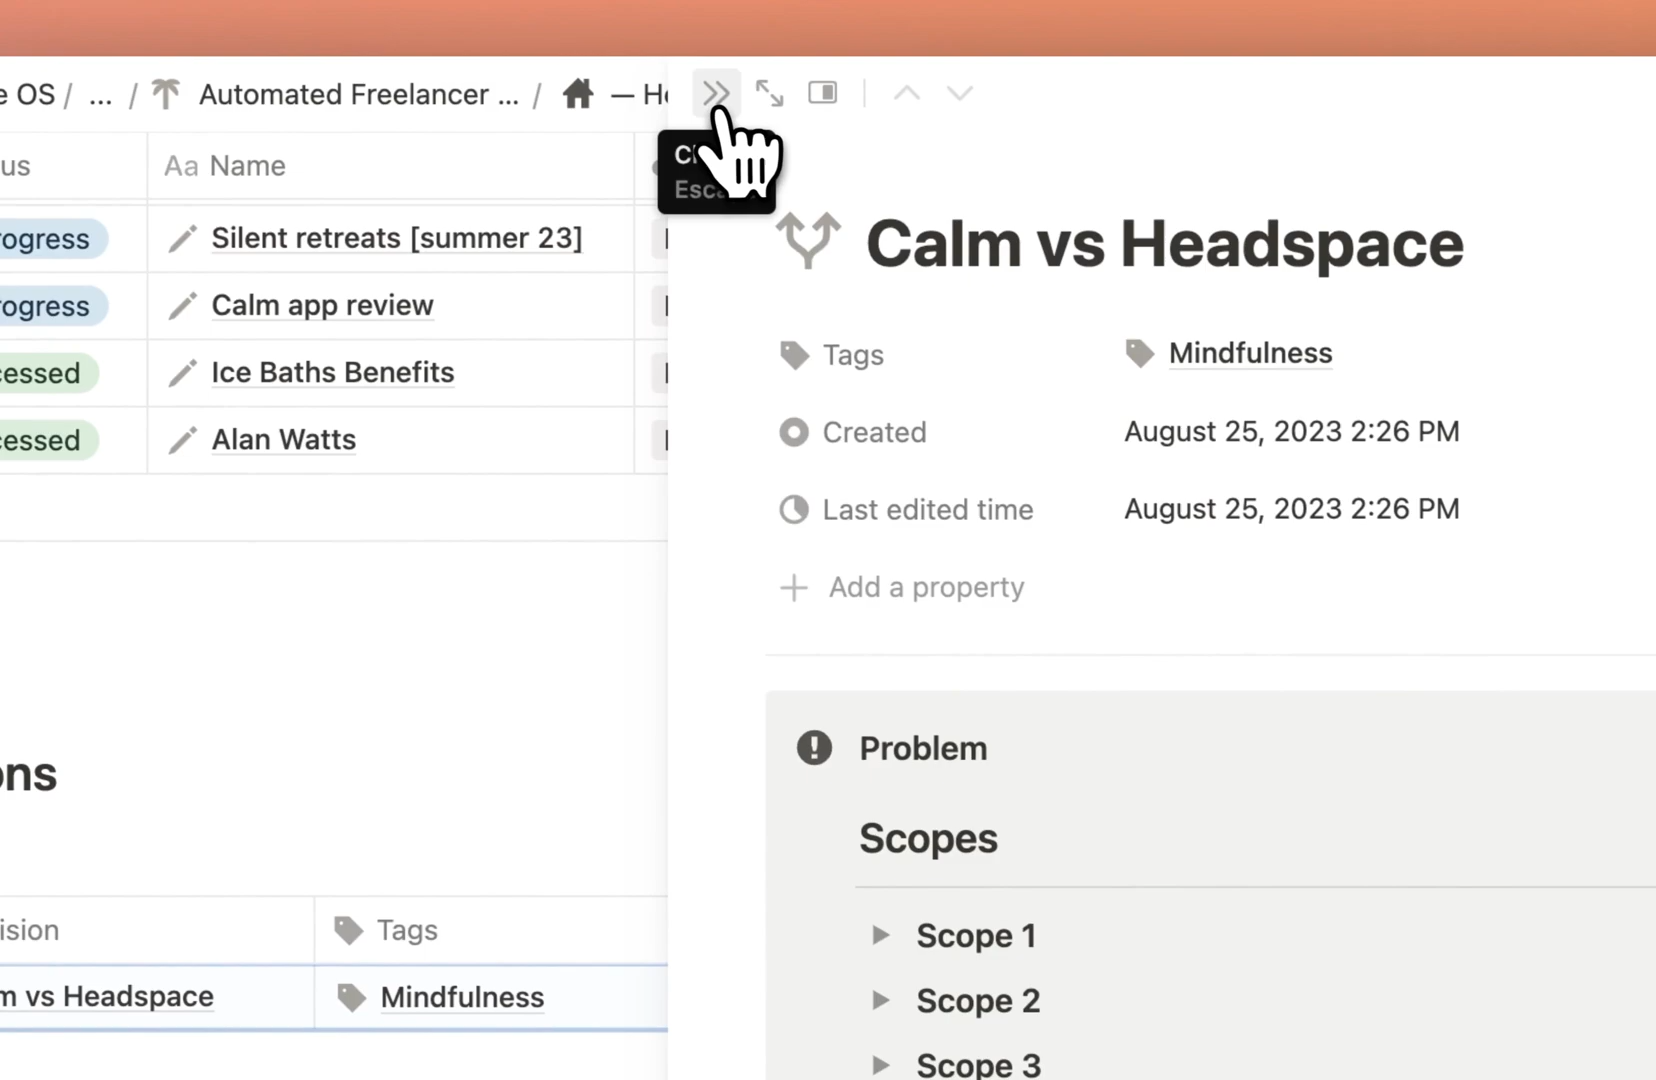 e OS / ... / Automated Freelancer ... / — H
us
Aa Name
ogress
Silent retreats [summer 23]
ogress
Calm app review
cessed
Ice Baths Benefits
cessed
Alan Watts
ons
ision
Tags
m vs Headspace
Mindfulness
Calm vs Headspace
Tags
Mindfulness
Created
August 25, 2023 2:26 PM
Last edited time
August 25, 2023 2:26 PM
Add a property
Problem
Scopes
Scope 1
Scope 2
Scope 3